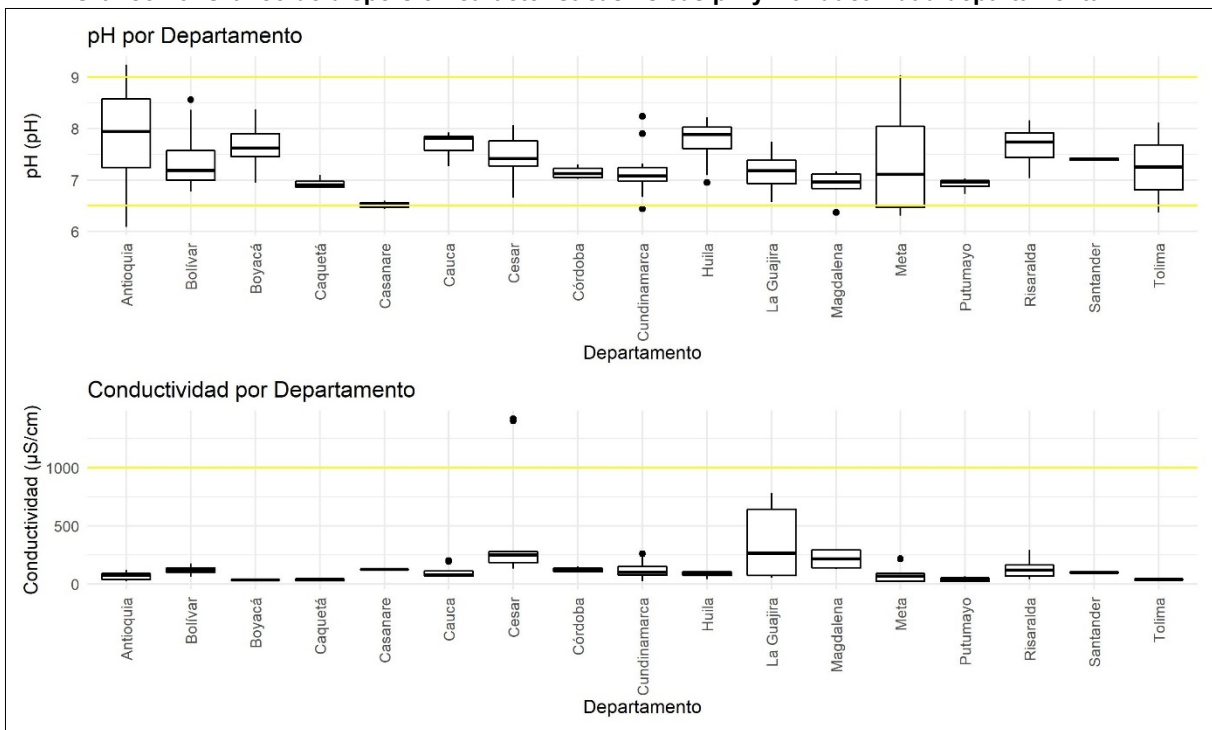 pH por Departamento
pH (pH)
9
8
7
6
Antioquia
Bolívar
Boyacá
Caquetá
Casanare
Cauca
Cesar
Córdoba
Cundinamarca
Huila
La Guajira
Magdalena
Meta
Putumayo
Risaralda
Santander
Tolima
Departamento
Conductividad por Departamento
Conductividad (µS/cm)
1000
500
0
Antioquia
Bolívar
Boyacá
Caquetá
Casanare
Cauca
Cesar
Córdoba
Cundinamarca
Huila
La Guajira
Magdalena
Meta
Putumayo
Risaralda
Santander
Tolima
Departamento